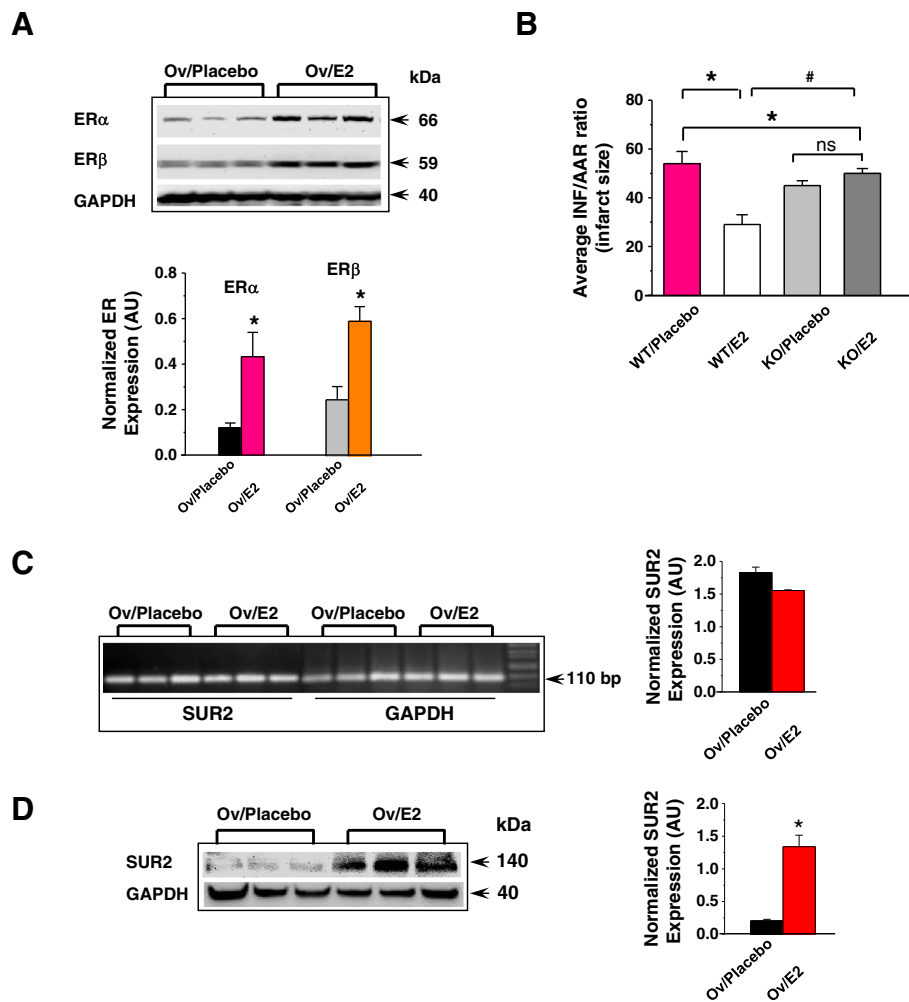 A
Ov/Placebo Ov/E2 kDa
ERα 66
ERβ 59
GAPDH 40
Normalized ER
Expression (AU)
0.8
0.6
0.4
0.2
0.0
ERα
*
ERβ
*
Ov/Placebo
Ov/E2
Ov/Placebo
Ov/E2
B
Average INF/AAR ratio
(infarct size)
80
60
40
20
0
* #
*
ns
WT/Placebo
WT/E2
KO/Placebo
KO/E2
C
Ov/Placebo Ov/E2 Ov/Placebo Ov/E2
110 bp
SUR2 GAPDH
Normalized SUR2
Expression (AU)
2.0
1.5
1.0
0.5
0.0
Ov/Placebo
Ov/E2
D
Ov/Placebo Ov/E2 kDa
SUR2 140
GAPDH 40
Normalized SUR2
Expression (AU)
2.0
1.5
1.0
0.5
0.0
*
Ov/Placebo
Ov/E2